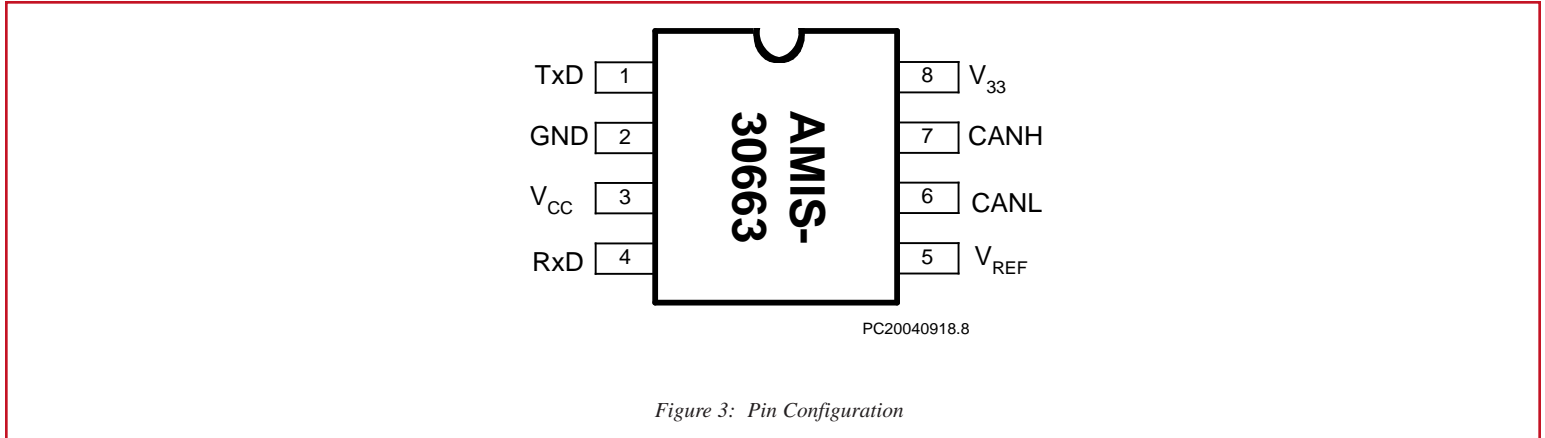 TxD 1 8 V33
GND 2 7 CANH
VCC 3 6 CANL
RxD 4 5 VREF
AMIS-
30663
PC20040918.8
Figure 3: Pin Configuration